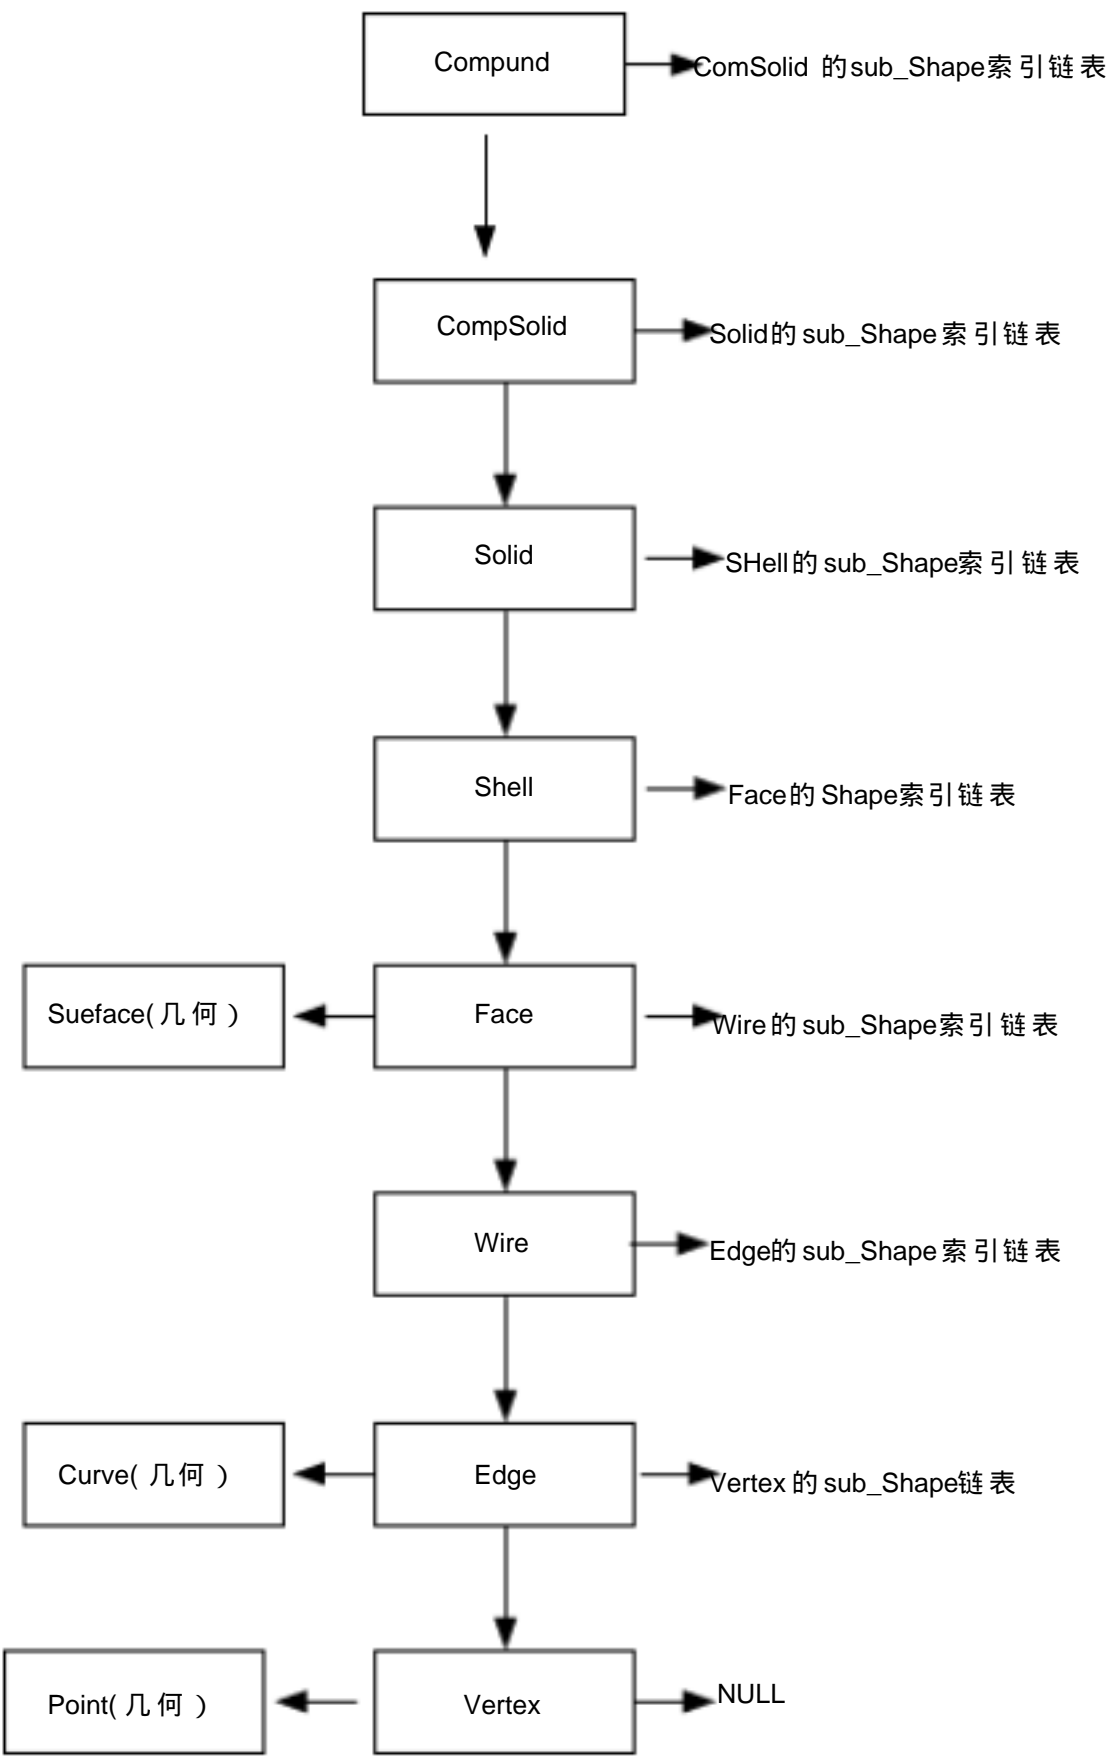 Compund
ComSolid 的sub_Shape索引链表
CompSolid
Solid的sub_Shape索引链表
Solid
SHell的sub_Shape索引链表
Shell
Face的Shape索引链表
Sueface(几何)
Face
Wire的sub_Shape索引链表
Wire
Edge的sub_Shape索引链表
Curve(几何)
Edge
Vertex的sub_Shape链表
Point(几何)
Vertex
NULL